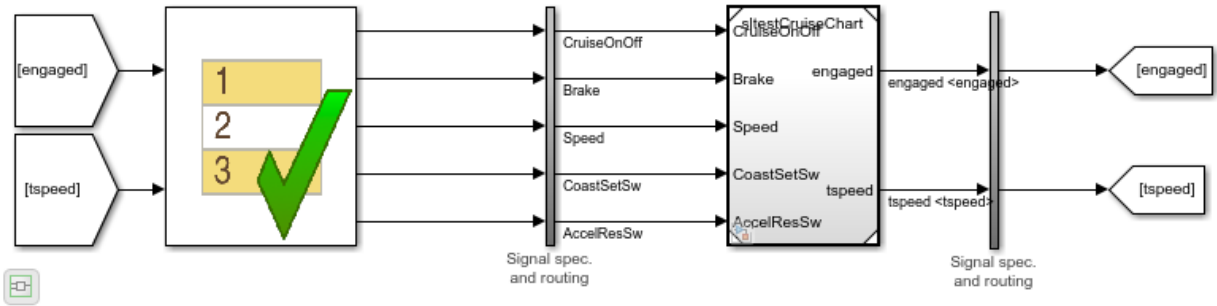 [engaged]
[tspeed]
1
2
3
CruiseOnOff
Brake
Speed
CoastSetSw
AccelResSw
Signal spec.
and routing
sltestCruiseChart
CruiseOnOff
Brake
Speed
CoastSetSw
AccelResSw
engaged
tspeed
engaged <engaged>
tspeed <tspeed>
Signal spec.
and routing
[engaged]
[tspeed]